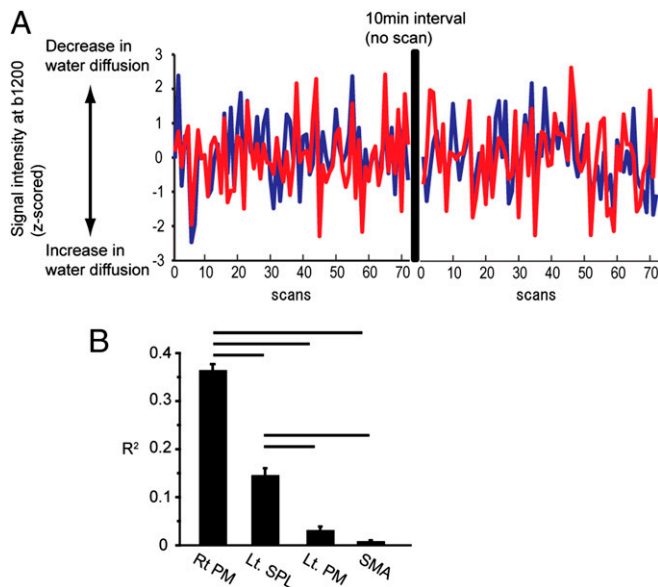 A
Decrease in
water diffusion
Signal intensity at b1200
(z-scored)
Increase in
water diffusion
10min interval
(no scan)
3
2
1
0
-1
-2
-3
0 10 20 30 40 50 60 70
scans
0 10 20 30 40 50 60 70
scans
B
R²
0.4
0.3
0.2
0.1
0
Rt PM
Lt. SPL
Lt. PM
SMA